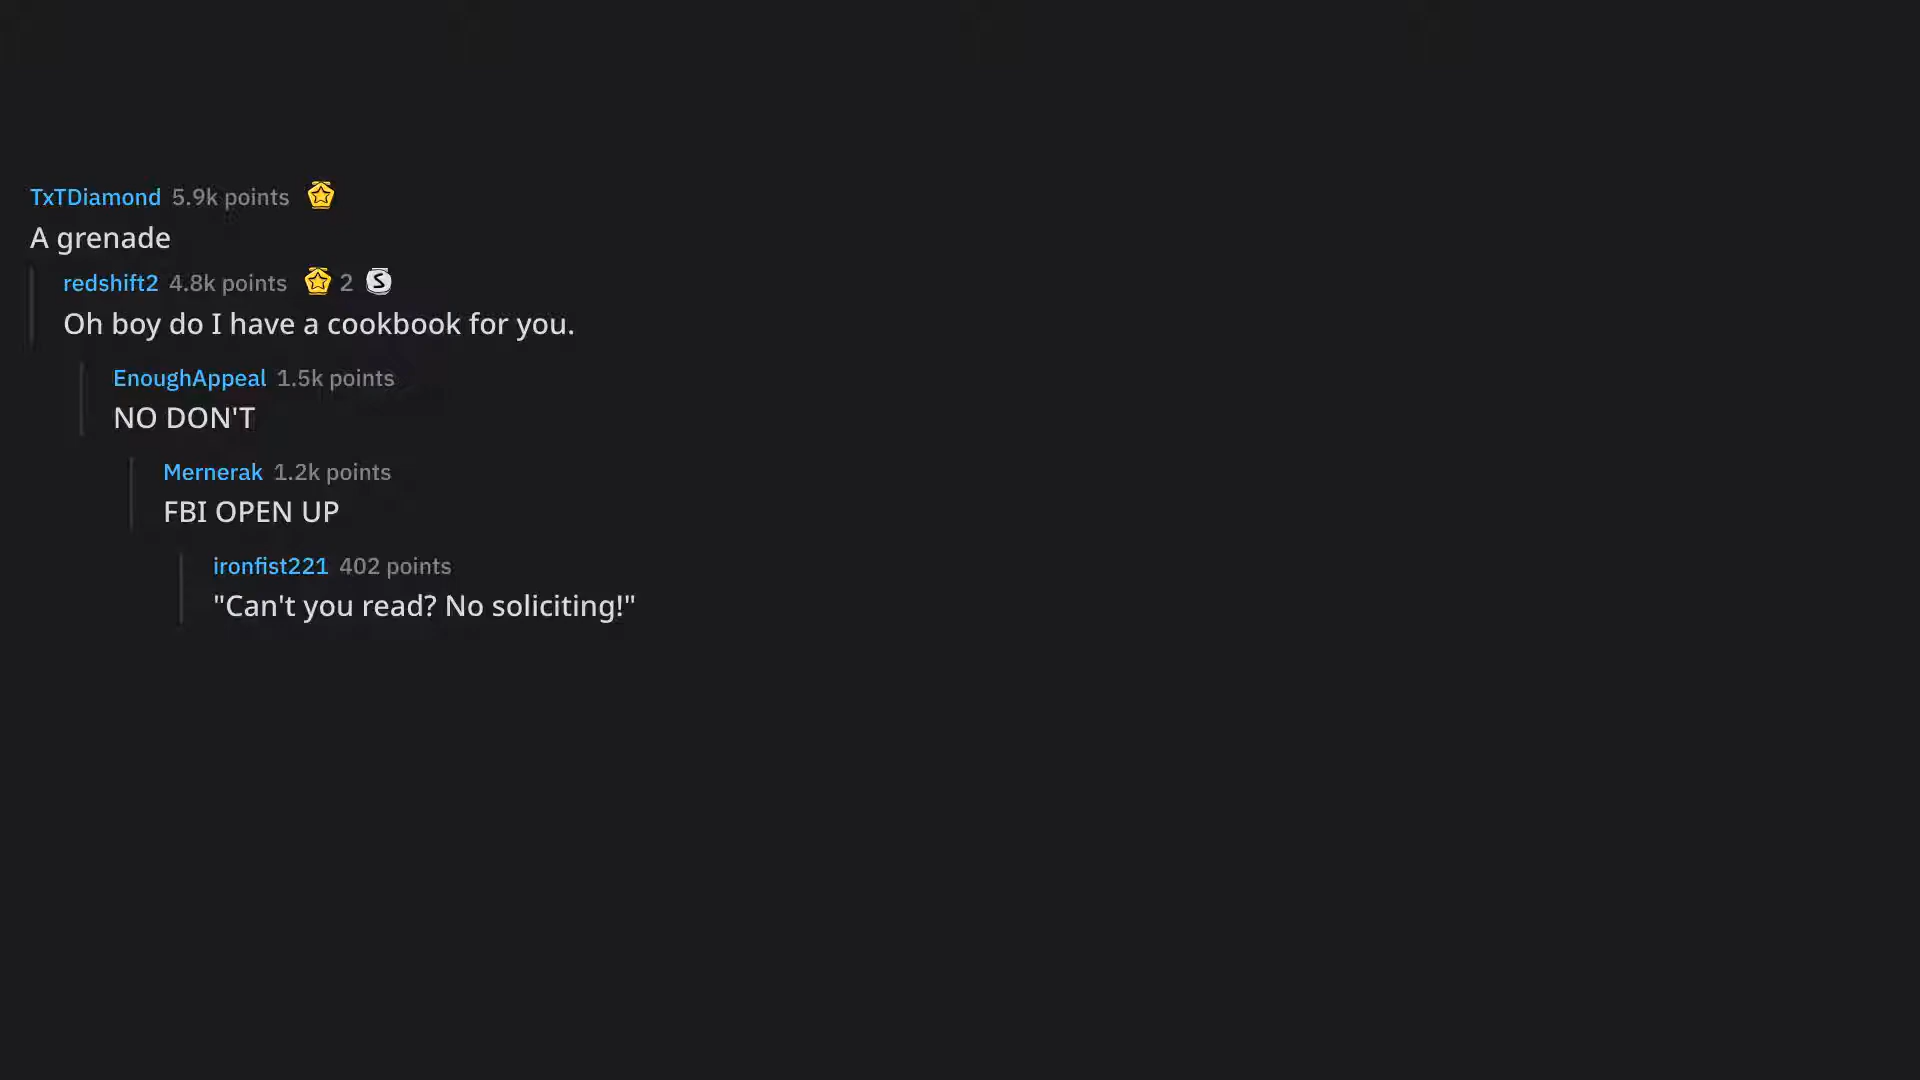 TxTDiamond 5.9k points
A grenade
redshift2 4.8k points 2 S
Oh boy do I have a cookbook for you.
EnoughAppeal 1.5k points
NO DON'T
Mernerak 1.2k points
FBI OPEN UP
ironfist221 402 points
"Can't you read? No soliciting!"